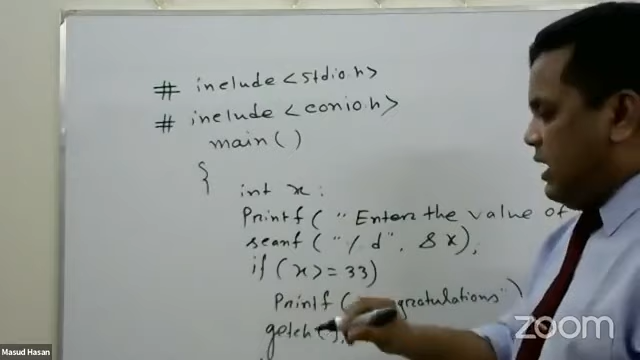 # include <stdio.h>
# include <conio.h>
main()
{
int x;
Printf( " Enter the value of
scanf ( " % d", &x);
if (x >= 33)
Printf ( ongratulations")
getch();
zoom
Masud Hasan